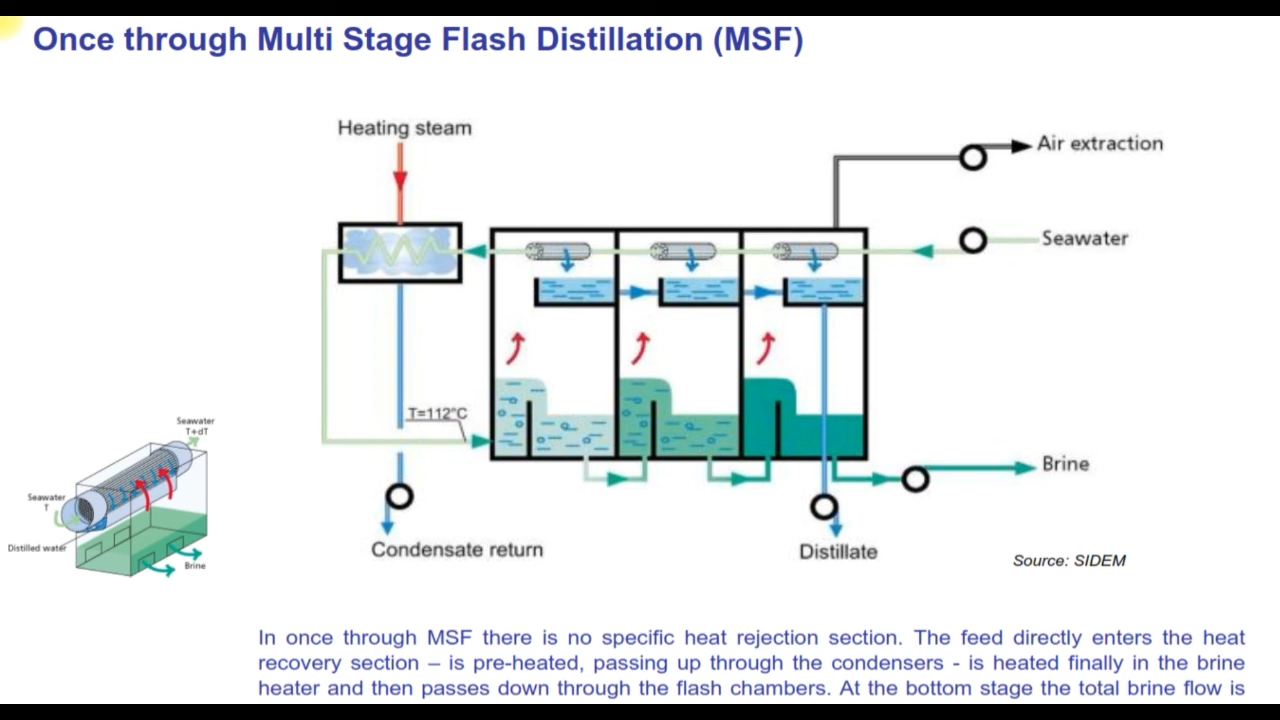 Once through Multi Stage Flash Distillation (MSF)
Heating steam
Air extraction
Seawater
T=112°C
Seawater
T+dT
Seawater
T
Distilled water
Brine
Brine
Condensate return
Distillate
Source: SIDEM
In once through MSF there is no specific heat rejection section. The feed directly enters the heat
recovery section – is pre-heated, passing up through the condensers - is heated finally in the brine
heater and then passes down through the flash chambers. At the bottom stage the total brine flow is